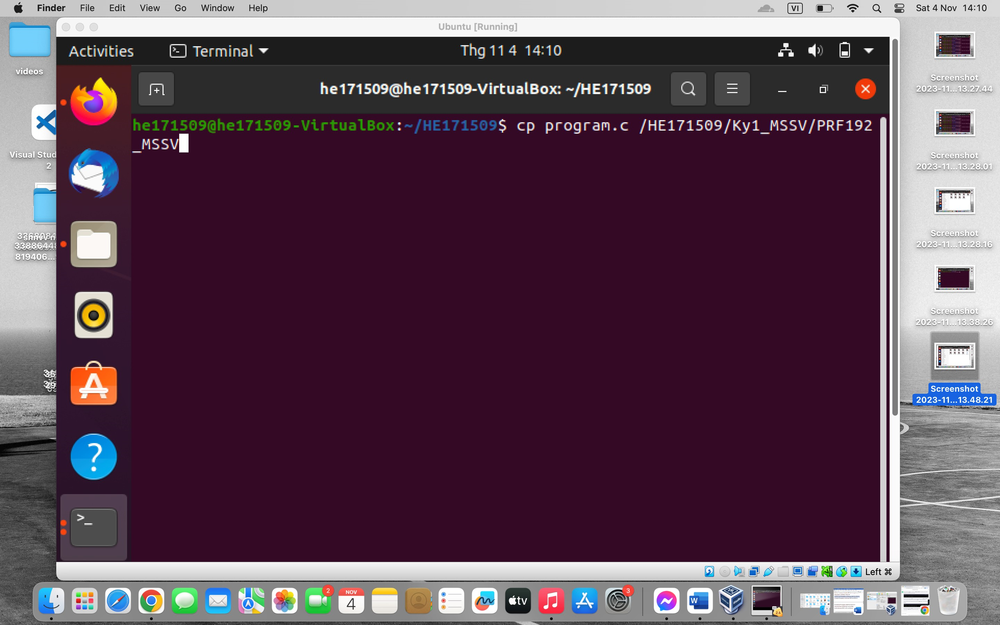 Finder File Edit View Go Window Help VI Sat 4 Nov 14:10
Ubuntu [Running]
Activities Terminal Thg 11 4 14:10
he171509@he171509-VirtualBox: ~/HE171509
he171509@he171509-VirtualBox:~/HE171509$ cp program.c /HE171509/Ky1_MSSV/PRF192
_MSSV
videos
Visual Stud
2
819406...
Screenshot
2023-11...13.27.44
Screenshot
2023-11...13.28.01
Screenshot
2023-11...13.28.16
Screenshot
2023-11...13.38.26
Screenshot
2023-11...13.48.21
Left ⌘
2
NOV
4
tv
3